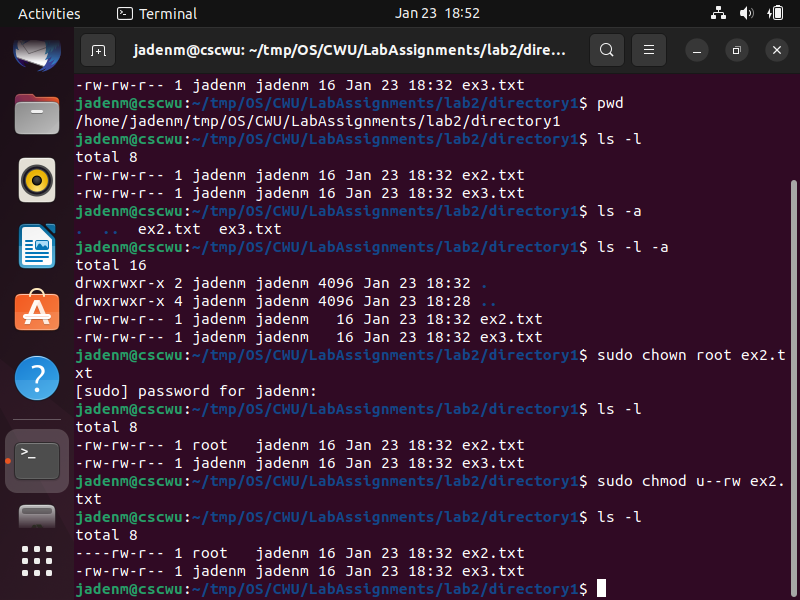 Activities Terminal Jan 23 18:52
jadenm@cscwu: ~/tmp/OS/CWU/LabAssignments/lab2/dire...
-rw-rw-r-- 1 jadenm jadenm 16 Jan 23 18:32 ex3.txt
jadenm@cscwu:~/tmp/OS/CWU/LabAssignments/lab2/directory1$ pwd
/home/jadenm/tmp/OS/CWU/LabAssignments/lab2/directory1
jadenm@cscwu:~/tmp/OS/CWU/LabAssignments/lab2/directory1$ ls -l
total 8
-rw-rw-r-- 1 jadenm jadenm 16 Jan 23 18:32 ex2.txt
-rw-rw-r-- 1 jadenm jadenm 16 Jan 23 18:32 ex3.txt
jadenm@cscwu:~/tmp/OS/CWU/LabAssignments/lab2/directory1$ ls -a
.  ..  ex2.txt  ex3.txt
jadenm@cscwu:~/tmp/OS/CWU/LabAssignments/lab2/directory1$ ls -l -a
total 16
drwxrwxr-x 2 jadenm jadenm 4096 Jan 23 18:32 .
drwxrwxr-x 4 jadenm jadenm 4096 Jan 23 18:28 ..
-rw-rw-r-- 1 jadenm jadenm   16 Jan 23 18:32 ex2.txt
-rw-rw-r-- 1 jadenm jadenm   16 Jan 23 18:32 ex3.txt
jadenm@cscwu:~/tmp/OS/CWU/LabAssignments/lab2/directory1$ sudo chown root ex2.t
xt
[sudo] password for jadenm:
jadenm@cscwu:~/tmp/OS/CWU/LabAssignments/lab2/directory1$ ls -l
total 8
-rw-rw-r-- 1 root   jadenm 16 Jan 23 18:32 ex2.txt
-rw-rw-r-- 1 jadenm jadenm 16 Jan 23 18:32 ex3.txt
jadenm@cscwu:~/tmp/OS/CWU/LabAssignments/lab2/directory1$ sudo chmod u--rw ex2.
txt
jadenm@cscwu:~/tmp/OS/CWU/LabAssignments/lab2/directory1$ ls -l
total 8
----rw-r-- 1 root   jadenm 16 Jan 23 18:32 ex2.txt
-rw-rw-r-- 1 jadenm jadenm 16 Jan 23 18:32 ex3.txt
jadenm@cscwu:~/tmp/OS/CWU/LabAssignments/lab2/directory1$